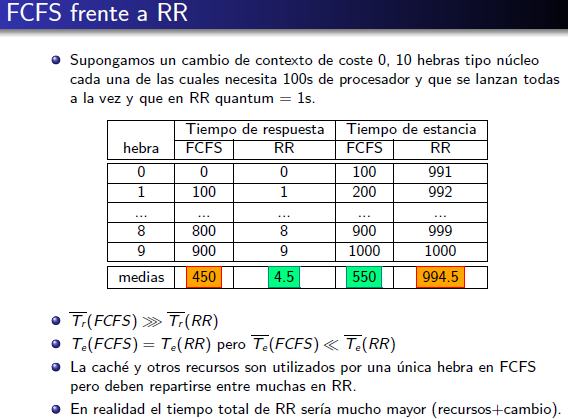 FCFS frente a RR
Supongamos un cambio de contexto de coste 0, 10 hebras tipo núcleo
cada una de las cuales necesita 100s de procesador y que se lanzan todas
a la vez y que en RR quantum = 1s.
Tiempo de respuesta Tiempo de estancia
hebra FCFS RR FCFS RR
0 0 0 100 991
1 100 1 200 992
... ... ... ... ...
8 800 8 900 999
9 900 9 1000 1000
medias 450 4.5 550 994.5
T̅ᵣ(FCFS) ⋙ T̅ᵣ(RR)
Tₑ(FCFS) = Tₑ(RR) pero T̅ₑ(FCFS) ≪ T̅ₑ(RR)
La caché y otros recursos son utilizados por una única hebra en FCFS
pero deben repartirse entre muchas en RR.
En realidad el tiempo total de RR sería mucho mayor (recursos+cambio).